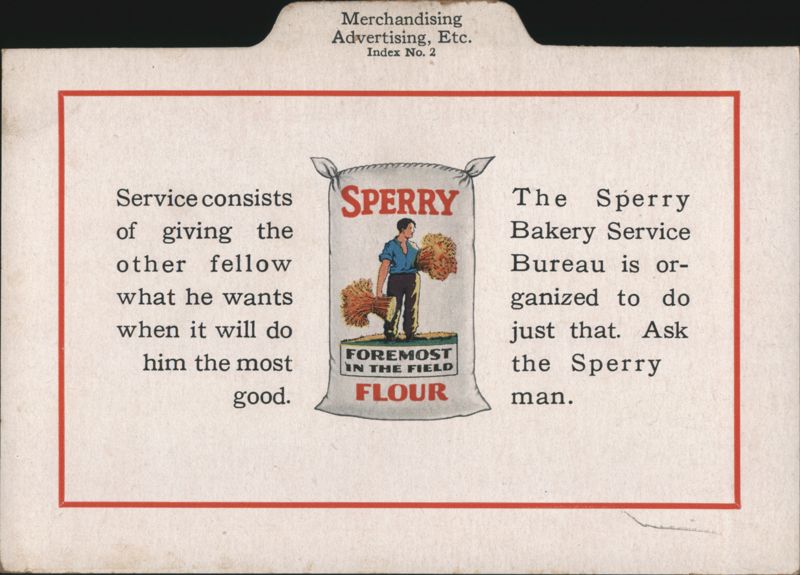 Merchandising
Advertising, Etc.
Index No. 2
Service consists
of giving the
other fellow
what he wants
when it will do
him the most
good.
SPERRY
FOREMOST
IN THE FIELD
FLOUR
The Sperry
Bakery Service
Bureau is or-
ganized to do
just that. Ask
the Sperry
man.